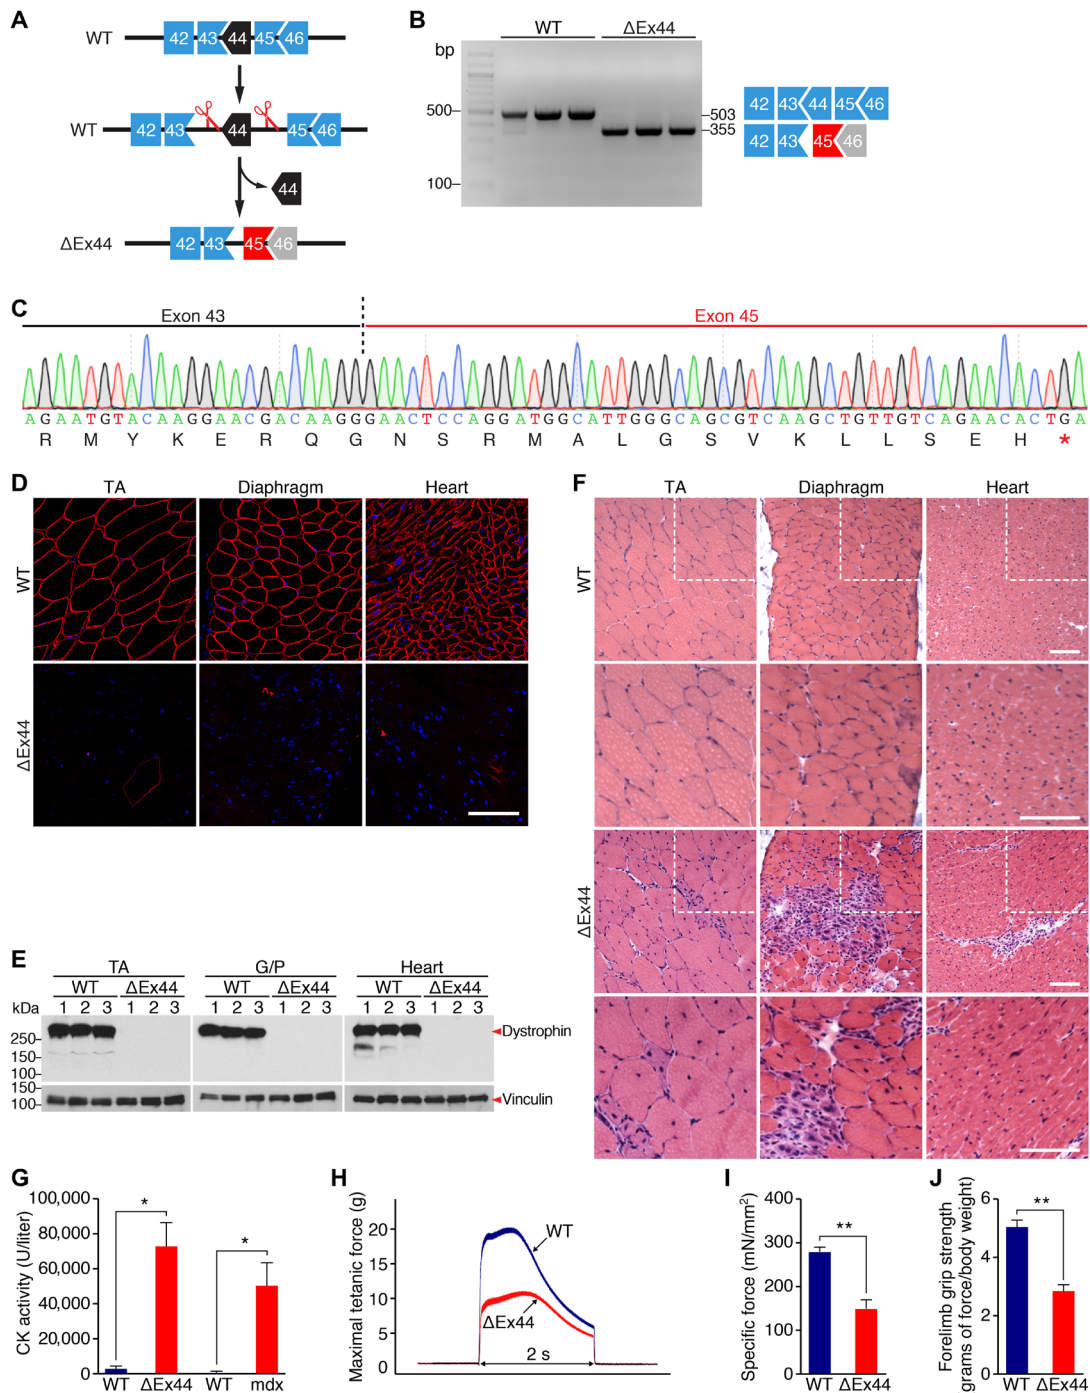 A
WT
42 43 44 45 46
WT
42 43 44 45 46
44
ΔEx44
42 43 45 46
B
WT ΔEx44
bp
500
100
503
355
42 43 44 45 46
42 43 45 46
C
Exon 43 Exon 45
AGAATGTACAAGGAACGACAAGGGAACTCCAGGATGGCATTGGGCAGCGTCAAACTGTTGTCAGAACACTGA
R M Y K E R Q G N S R M A L G S V K L L S E H *
D
TA Diaphragm Heart
WT
ΔEx44
E
TA G/P Heart
WT ΔEx44 WT ΔEx44 WT ΔEx44
kDa 1 2 3 1 2 3 1 2 3 1 2 3 1 2 3 1 2 3
250
150
100
Dystrophin
150
100
Vinculin
F
TA Diaphragm Heart
WT
ΔEx44
G
CK activity (U/liter)
100,000
80,000
60,000
40,000
20,000
0
* *
WT ΔEx44 WT mdx
H
Maximal tetanic force (g)
20
15
10
5
0
WT
ΔEx44
2 s
I
Specific force (mN/mm²)
400
300
200
100
0
**
WT ΔEx44
J
Forelimb grip strength
grams of force/body weight)
6
4
2
0
**
WT ΔEx44